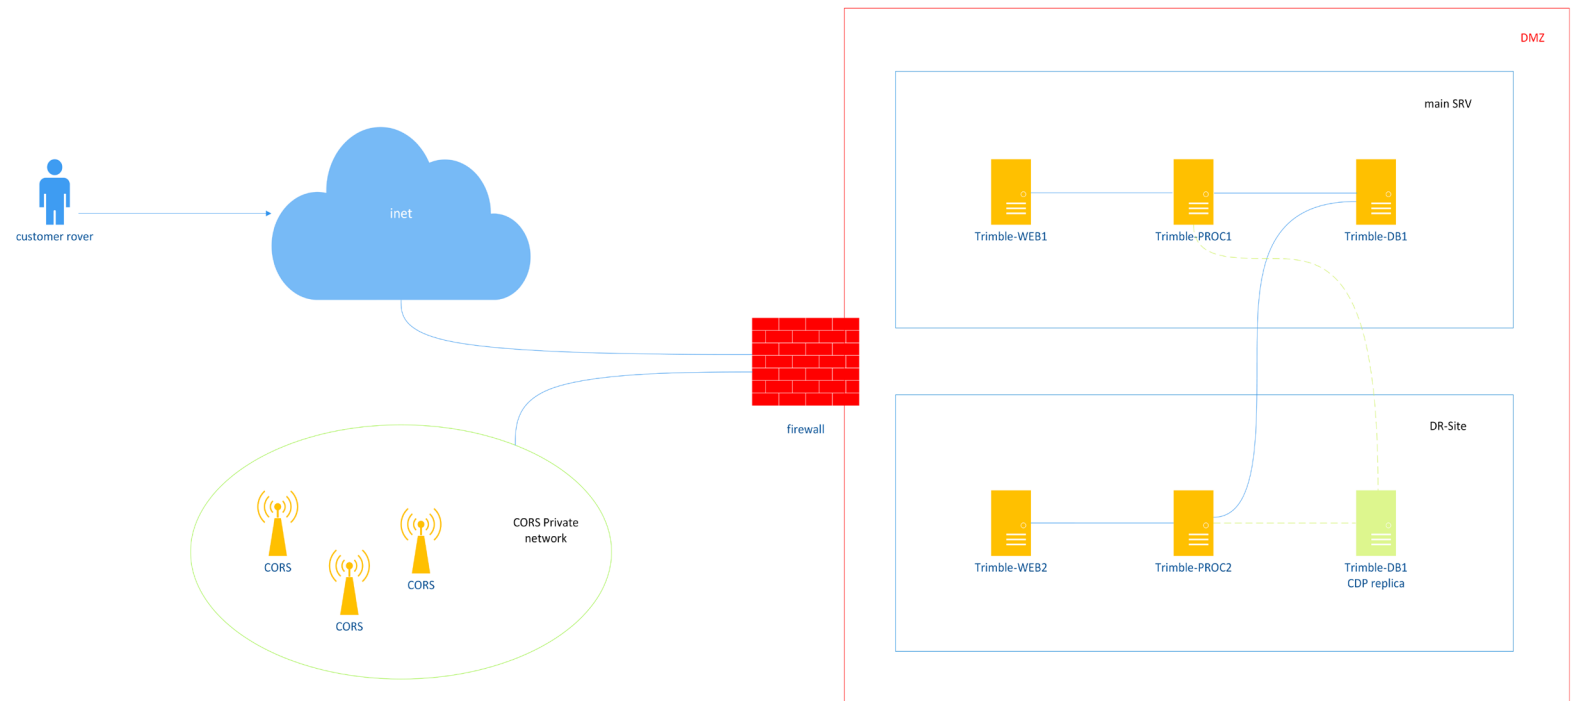 DMZ
main SRV
customer rover
inet
Trimble-WEB1
Trimble-PROC1
Trimble-DB1
firewall
DR-Site
CORS Private
network
CORS
CORS
CORS
Trimble-WEB2
Trimble-PROC2
Trimble-DB1
CDP replica